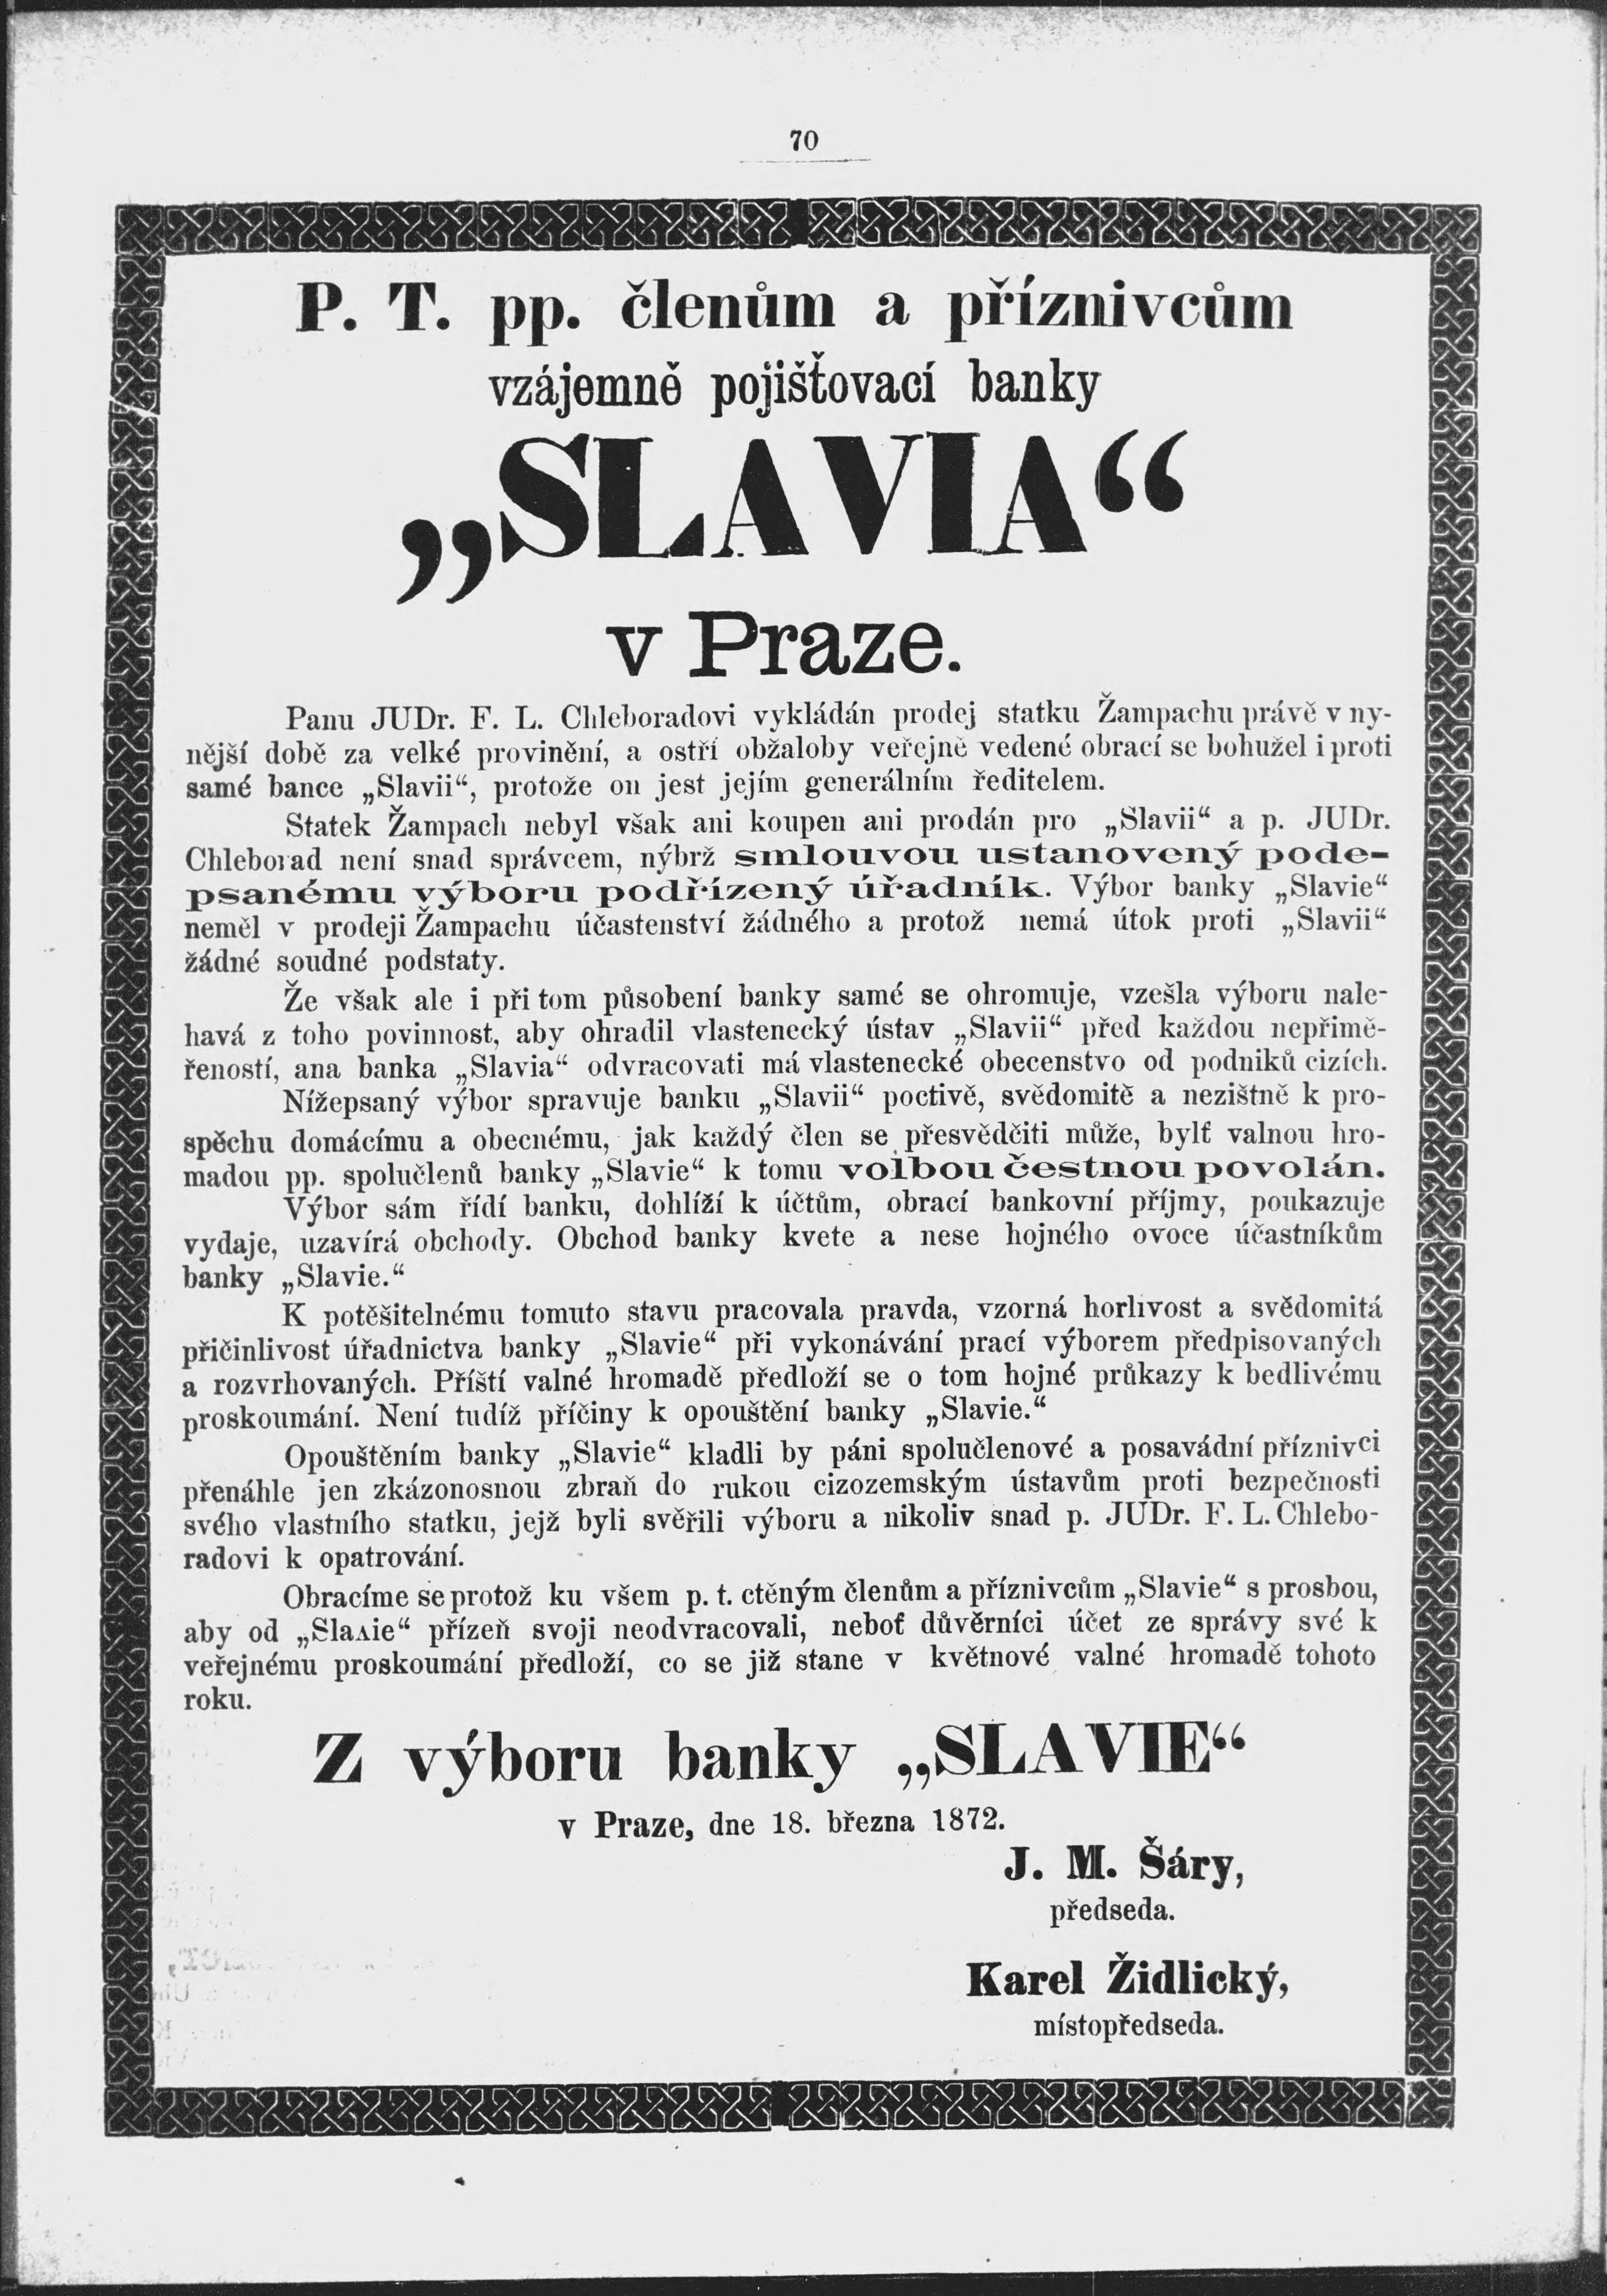 70
P. T. pp. členům a příznivcům
vzájemně pojišťovací banky
„SLAVIA“
v Praze.
Panu JUDr. F. L. Chleboradovi vykládán prodej statku Žampachu právě v ny-
nější době za velké provinění, a ostří obžaloby veřejně vedené obrací se bohužel i proti
samé bance „Slavii“, protože on jest jejím generálním ředitelem.
Statek Žampach nebyl však ani koupen ani prodán pro „Slavii“ a p. JUDr.
Chleborad není snad správcem, nýbrž smlouvou ustanovený pode-
psanému výboru podřízený úřadník. Výbor banky „Slavie“
neměl v prodeji Žampachu účastenství žádného a protož nemá útok proti „Slavii“
žádné soudné podstaty.
Že však ale i při tom působení banky samé se ohromuje, vzešla výboru nale-
havá z toho povinnost, aby ohradil vlastenecký ústav „Slavii“ před každou nepřimě-
řeností, ana banka „Slavia“ odvracovati má vlastenecké obecenstvo od podniků cizích.
Nížepsaný výbor spravuje banku „Slavii“ poctivě, svědomitě a nezištně k pro-
spěchu domácímu a obecnému, jak každý člen se přesvědčiti může, bylť valnou hro-
madou pp. spolučlenů banky „Slavie“ k tomu volbou čestnou povolán.
Výbor sám řídí banku, dohlíží k účtům, obrací bankovní příjmy, poukazuje
vydaje, uzavírá obchody. Obchod banky kvete a nese hojného ovoce účastníkům
banky „Slavie.“
K potěšitelnému tomuto stavu pracovala pravda, vzorná horlivost a svědomitá
přičinlivost úřadnictva banky „Slavie“ při vykonávání prací výborem předpisovaných
a rozvrhovaných. Příští valné hromadě předloží se o tom hojné průkazy k bedlivému
proskoumání. Není tudíž příčiny k opouštění banky „Slavie.“
Opouštěním banky „Slavie“ kladli by páni spolučlenové a posavádní příznivci
přenáhle jen zkázonosnou zbraň do rukou cizozemským ústavům proti bezpečnosti
svého vlastního statku, jejž byli svěřili výboru a nikoliv snad p. JUDr. F. L. Chlebo-
radovi k opatrování.
Obracíme se protož ku všem p. t. ctěným členům a příznivcům „Slavie“ s prosbou,
aby od „Slaʌie“ přízeň svoji neodvracovali, neboť důvěrníci účet ze správy své k
veřejnému proskoumání předloží, co se již stane v květnové valné hromadě tohoto
roku.
Z výboru banky „SLAVIE“
v Praze, dne 18. března 1872.
J. M. Šáry,
předseda.
Karel Židlický,
místopředseda.